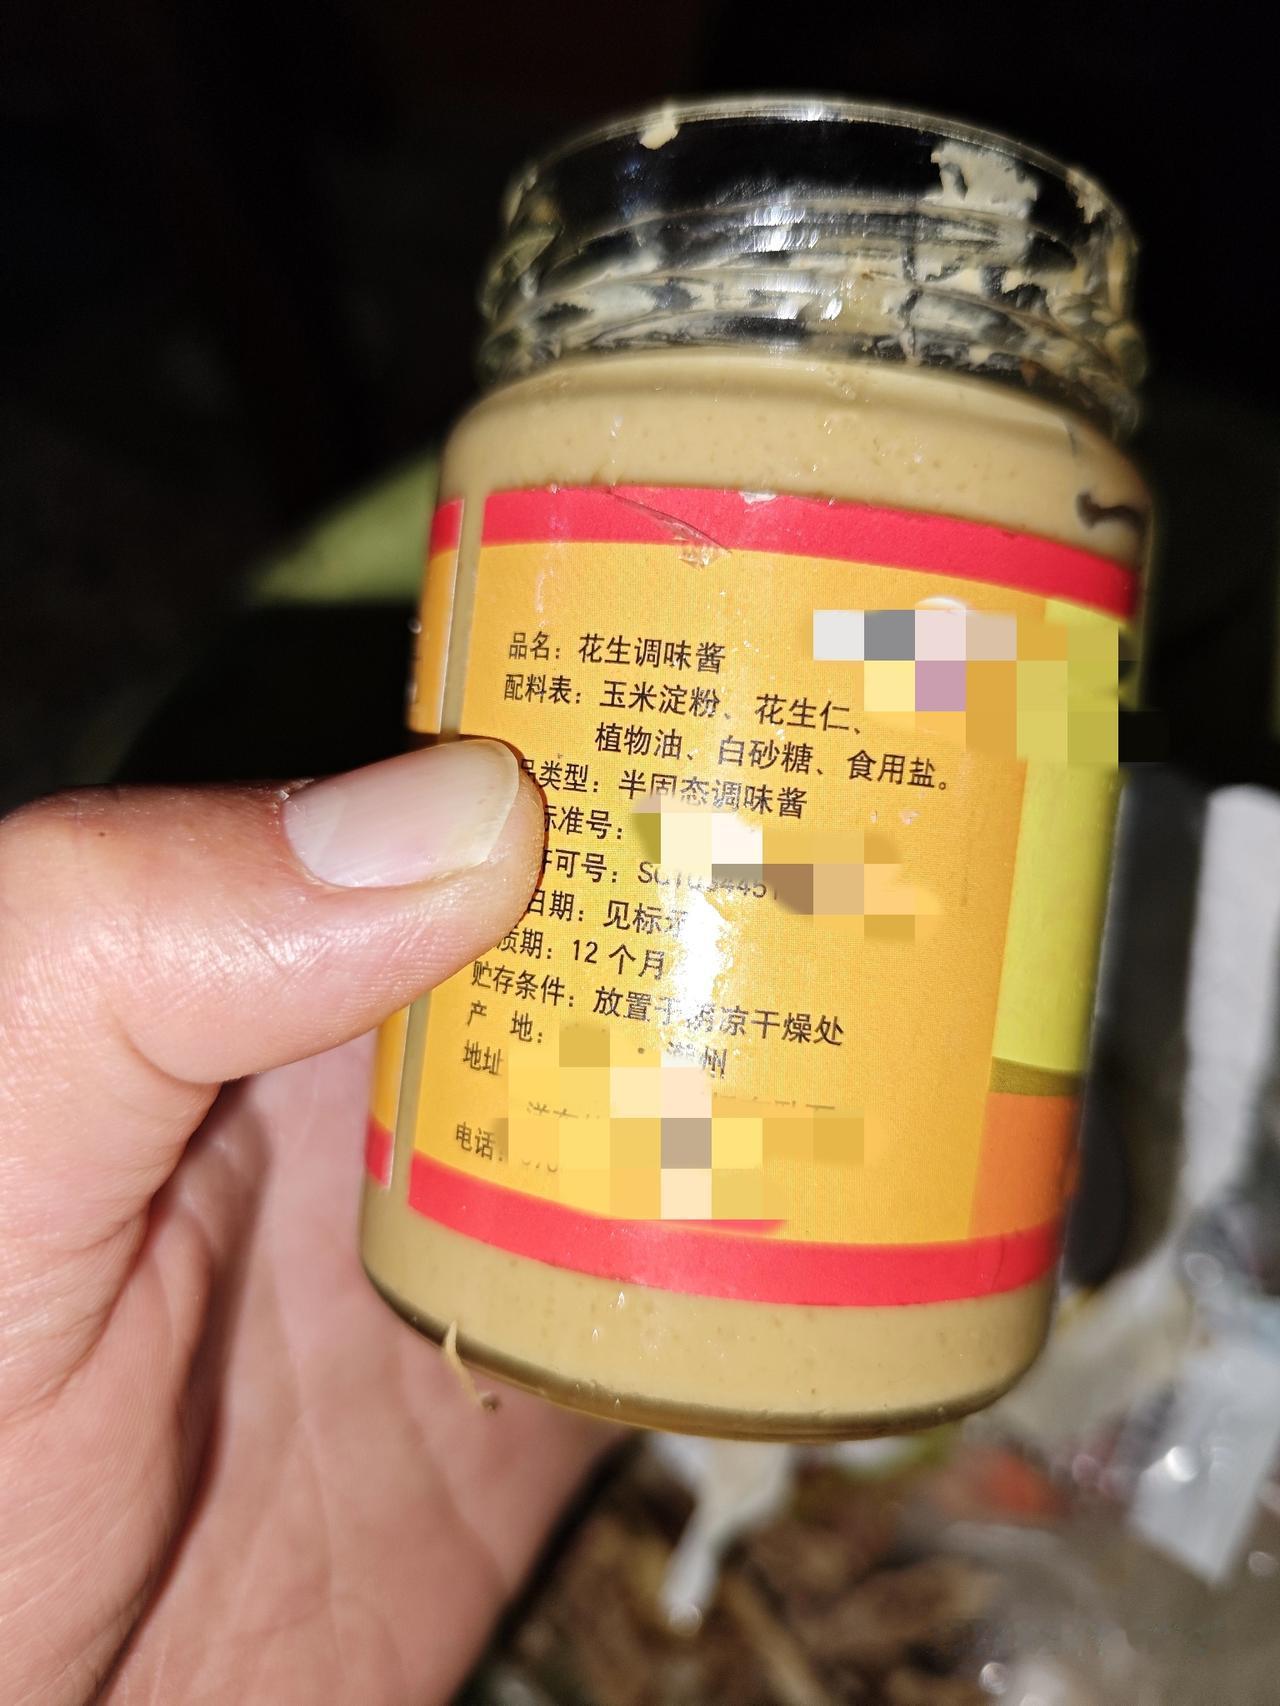 品名：花生调味酱
配料表：玉米淀粉、花生仁、
植物油、白砂糖、食用盐。
类型：半固态调味酱
标准号：
许可号：
日期：见标
质期：12个月
贮存条件：放置于阴凉干燥处
产 地：
地址
电话：